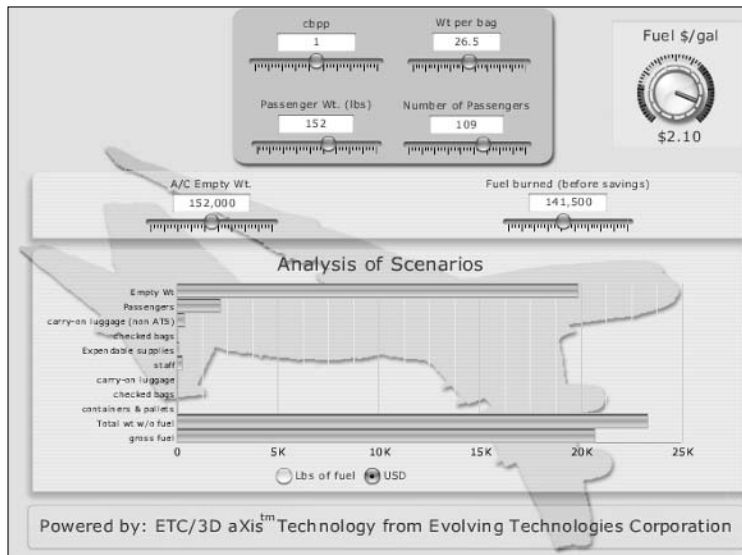 cbpp
1
Wt per bag
26.5
Passenger Wt. (lbs)
152
Number of Passengers
109
Fuel $/gal
$2.10
A/C Empty Wt.
152,000
Fuel burned (before savings)
141,500
Analysis of Scenarios
Empty Wt
Passengers
carry-on luggage (non ATS)
checked bags
Expendable supplies
staff
carry-on luggage
checked bags
containers & pallets
Total wt w/o fuel
gross fuel
0 5K 10K 15K 20K 25K
Lbs of fuel USD
Powered by: ETC/3D aXis tm Technology from Evolving Technologies Corporation